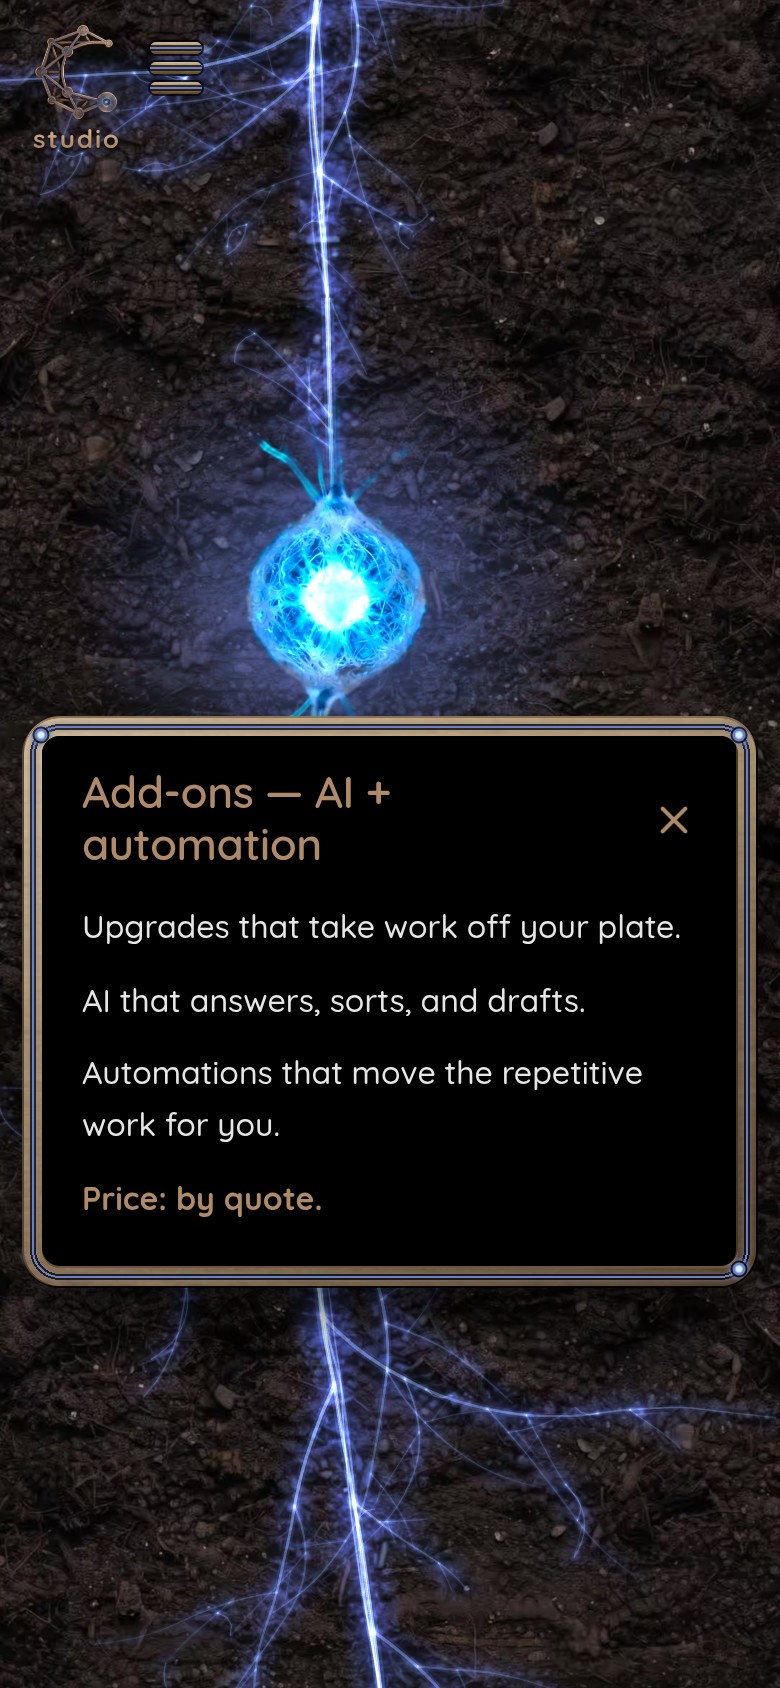 studio
Add-ons — AI +
automation
Upgrades that take work off your plate.
AI that answers, sorts, and drafts.
Automations that move the repetitive
work for you.
Price: by quote.